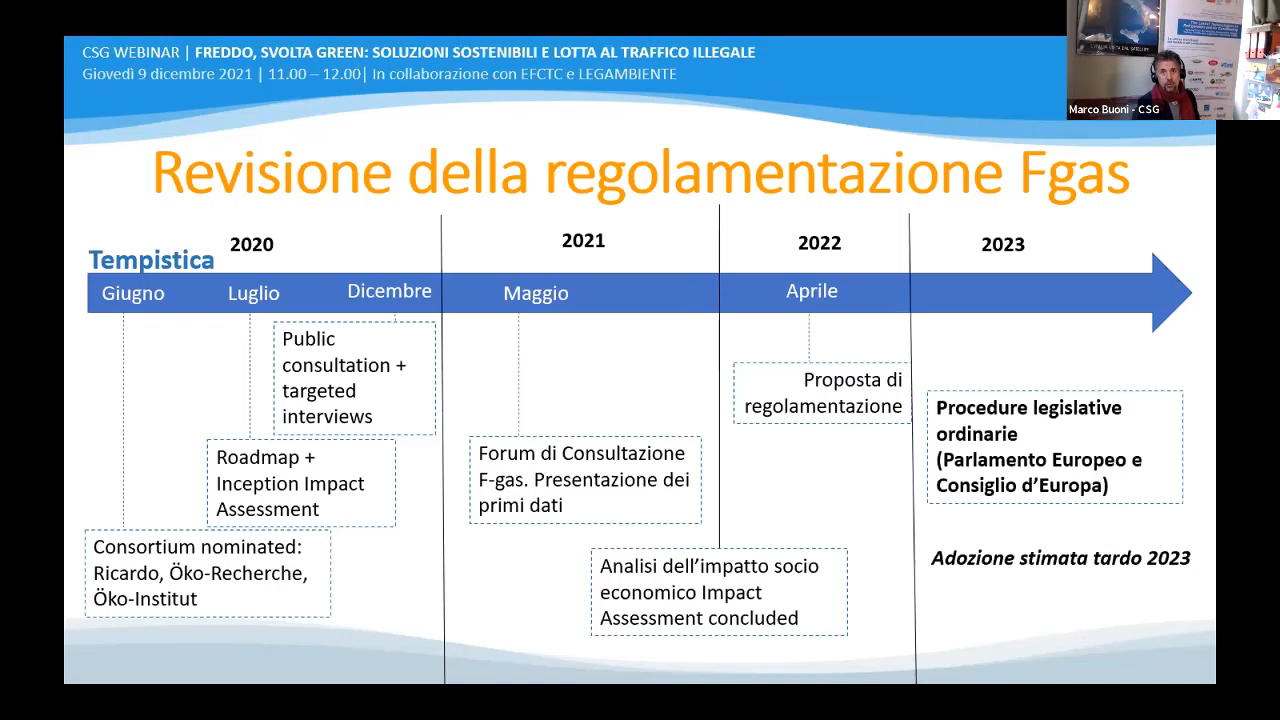 CSG WEBINAR | FREDDO, SVOLTA GREEN: SOLUZIONI SOSTENIBILI E LOTTA AL TRAFFICO ILLEGALE
Giovedì 9 dicembre 2021 | 11.00 – 12.00| In collaborazione con EFCTC e LEGAMBIENTE
Marco Buoni - CSG
Revisione della regolamentazione Fgas
Tempistica
2020
2021
2022
2023
Giugno
Luglio
Dicembre
Maggio
Aprile
Public
consultation +
targeted
interviews
Roadmap +
Inception Impact
Assessment
Consortium nominated:
Ricardo, Öko-Recherche,
Öko-Institut
Forum di Consultazione
F-gas. Presentazione dei
primi dati
Analisi dell’impatto socio
economico Impact
Assessment concluded
Proposta di
regolamentazione
Procedure legislative
ordinarie
(Parlamento Europeo e
Consiglio d’Europa)
Adozione stimata tardo 2023